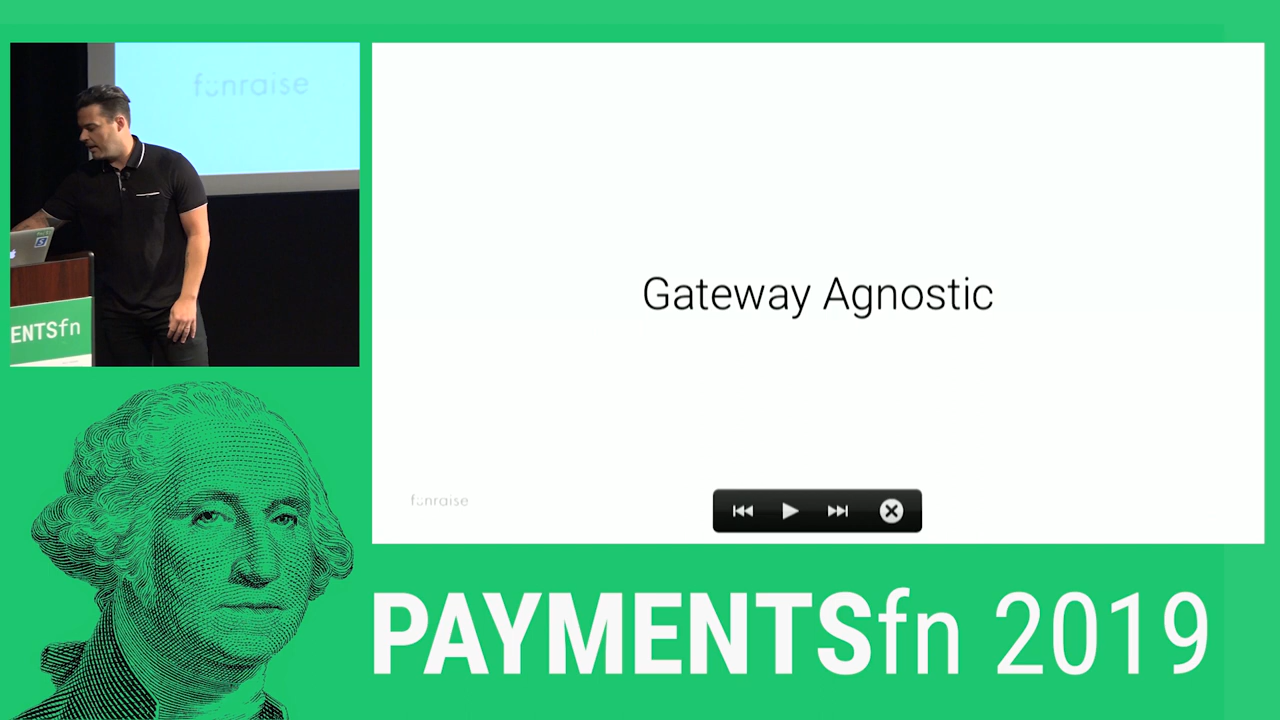 funraise
ENTSfn
Gateway Agnostic
funraise
PAYMENTSfn 2019